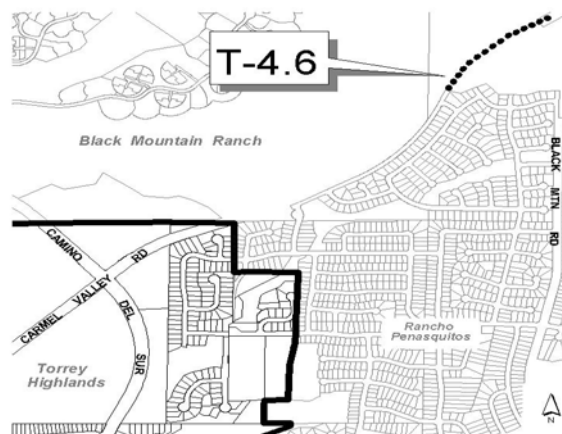 T-4.6
Black Mountain Ranch
BLACK MTN RD
CAMINO DEL SUR
CARMEL VALLEY RD
Rancho
Penasquitos
Torrey
Highlands
N